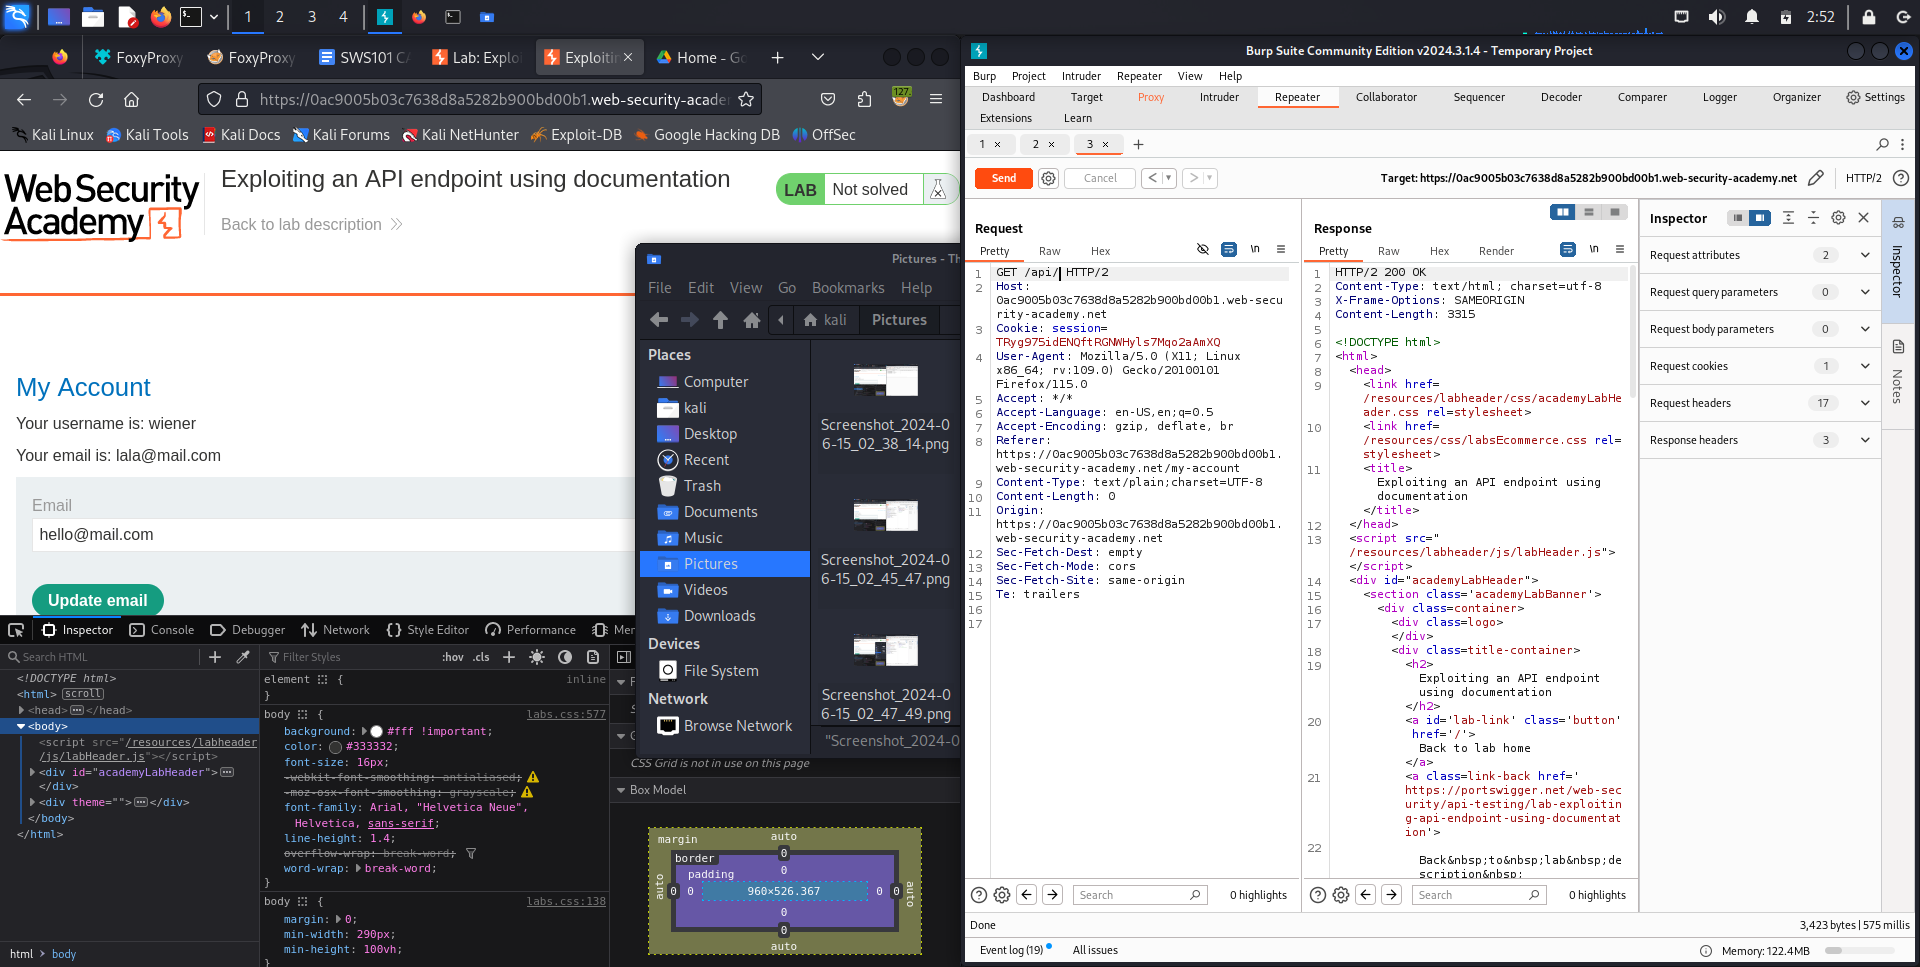 1
2
3
4
2:52
FoxyProxy
FoxyProxy
SWS101 CA
Lab: Exploi
Exploitin
Home - Go
https://0ac9005b03c7638d8a5282b900bd00b1.web-security-acade
127
Kali Linux
Kali Tools
Kali Docs
Kali Forums
Kali NetHunter
Exploit-DB
Google Hacking DB
OffSec
Web Security
Academy
Exploiting an API endpoint using documentation
Back to lab description
LAB
Not solved
My Account
Your username is: wiener
Your email is: lala@mail.com
Email
hello@mail.com
Update email
Pictures - Th
File Edit View Go Bookmarks Help
kali
Pictures
Places
Computer
kali
Desktop
Recent
Trash
Documents
Music
Pictures
Videos
Downloads
Devices
File System
Network
Browse Network
Screenshot_2024-0
6-15_02_38_14.png
Screenshot_2024-0
6-15_02_45_47.png
Screenshot_2024-0
6-15_02_47_49.png
"Screenshot_2024-0
Inspector
Console
Debugger
Network
Style Editor
Performance
Mem
Search HTML
<!DOCTYPE html>
<html> scroll
<head> </head>
<body>
<script src="/resources/labheader
/js/labHeader.js"></script>
<div id="academyLabHeader">
</div>
<div theme=""> </div>
</body>
</html>
html
body
Filter Styles
:hov .cls
element {
inline
}
body {
labs.css:577
background: #fff !important;
color: #333332;
font-size: 16px;
-webkit-font-smoothing: antialiased;
-moz-osx-font-smoothing: grayscale;
font-family: Arial, "Helvetica Neue",
Helvetica, sans-serif;
line-height: 1.4;
overflow-wrap: break-word;
word-wrap: break-word;
}
body {
labs.css:138
margin: 0;
min-width: 290px;
min-height: 100vh;
}
CSS Grid is not in use on this page
Box Model
margin
auto
border
0
padding
0
auto
0
0
960×526.367
0
0
auto
0
0
auto
Burp Suite Community Edition v2024.3.1.4 - Temporary Project
Burp Project Intruder Repeater View Help
Dashboard Target Proxy Intruder Repeater Collaborator Sequencer Decoder Comparer Logger Organizer Settings
Extensions Learn
1 × 2 × 3 × +
Send
Cancel
Target: https://0ac9005b03c7638d8a5282b900bd00b1.web-security-academy.net
HTTP/2
Request
Pretty Raw Hex
\n
1 GET /api/ HTTP/2
2 Host:
0ac9005b03c7638d8a5282b900bd00b1.web-secu
rity-academy.net
3 Cookie: session=
TRyg975idENQftRGNWHyls7Mqo2aAmXQ
4 User-Agent: Mozilla/5.0 (X11; Linux
x86_64; rv:109.0) Gecko/20100101
Firefox/115.0
5 Accept: */*
6 Accept-Language: en-US,en;q=0.5
7 Accept-Encoding: gzip, deflate, br
8 Referer:
https://0ac9005b03c7638d8a5282b900bd00b1.
web-security-academy.net/my-account
9 Content-Type: text/plain;charset=UTF-8
10 Content-Length: 0
11 Origin:
https://0ac9005b03c7638d8a5282b900bd00b1.
web-security-academy.net
12 Sec-Fetch-Dest: empty
13 Sec-Fetch-Mode: cors
14 Sec-Fetch-Site: same-origin
15 Te: trailers
16
17
Search
0 highlights
Response
Pretty Raw Hex Render
\n
1 HTTP/2 200 OK
2 Content-Type: text/html; charset=utf-8
3 X-Frame-Options: SAMEORIGIN
4 Content-Length: 3315
5
6 <!DOCTYPE html>
7 <html>
8 <head>
9 <link href=
/resources/labheader/css/academyLabHe
ader.css rel=stylesheet>
10 <link href=
/resources/css/labsEcommerce.css rel=
stylesheet>
11 <title>
Exploiting an API endpoint using
documentation
</title>
12 </head>
13 <script src="
/resources/labheader/js/labHeader.js">
</script>
14 <div id="academyLabHeader">
15 <section class='academyLabBanner'>
16 <div class=container>
17 <div class=logo>
</div>
18 <div class=title-container>
19 <h2>
Exploiting an API endpoint
using documentation
</h2>
20 <a id='lab-link' class='button'
href='/'>
Back to lab home
</a>
21 <a class=link-back href='
https://portswigger.net/web-sec
urity/api-testing/lab-exploitin
g-api-endpoint-using-documentat
ion'>
22
Back&nbsp;to&nbsp;lab&nbsp;de
scription&nbsp;
Search
0 highlights
Inspector
Request attributes 2
Request query parameters 0
Request body parameters 0
Request cookies 1
Request headers 17
Response headers 3
Inspector
Notes
Done
3,423 bytes | 575 millis
Event log (19)
All issues
Memory: 122.4MB